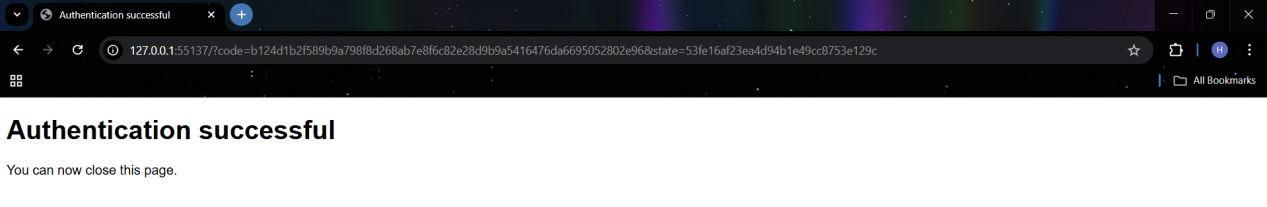 Authentication successful
127.0.0.1:55137/?code=b124d1b2f589b9a798f8d268ab7e8f6c82e28d9b9a5416476da6695052802e96&state=53fe16af23ea4d94b1e49cc8753e129c
H
All Bookmarks
Authentication successful
You can now close this page.